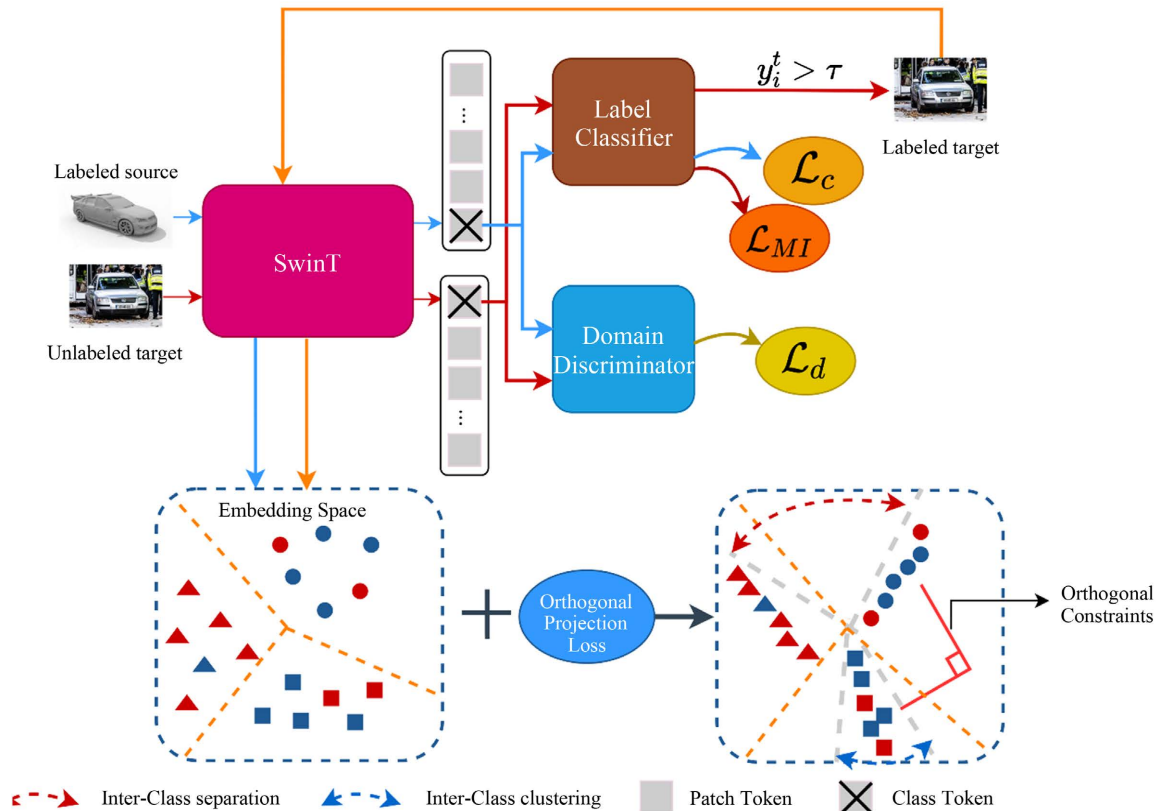 y_i^t > τ
Label
Classifier
Labeled target
Labeled source
ℒ_c
ℒ_MI
SwinT
Unlabeled target
Domain
Discriminator
ℒ_d
Embedding Space
Orthogonal
Projection
Loss
Orthogonal
Constraints
Inter-Class separation
Inter-Class clustering
Patch Token
Class Token